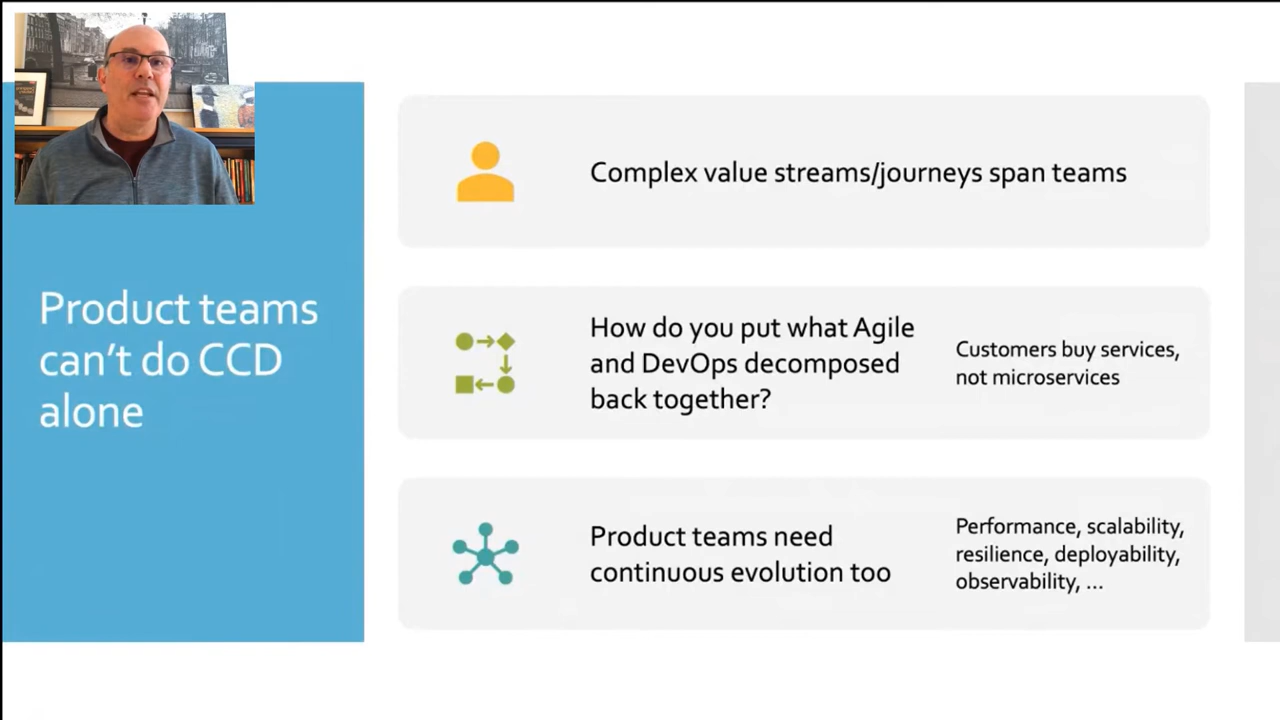 Product teams
can't do CCD
alone
Complex value streams/journeys span teams
How do you put what Agile
and DevOps decomposed
back together?
Customers buy services,
not microservices
Product teams need
continuous evolution too
Performance, scalability,
resilience, deployability,
observability, ...